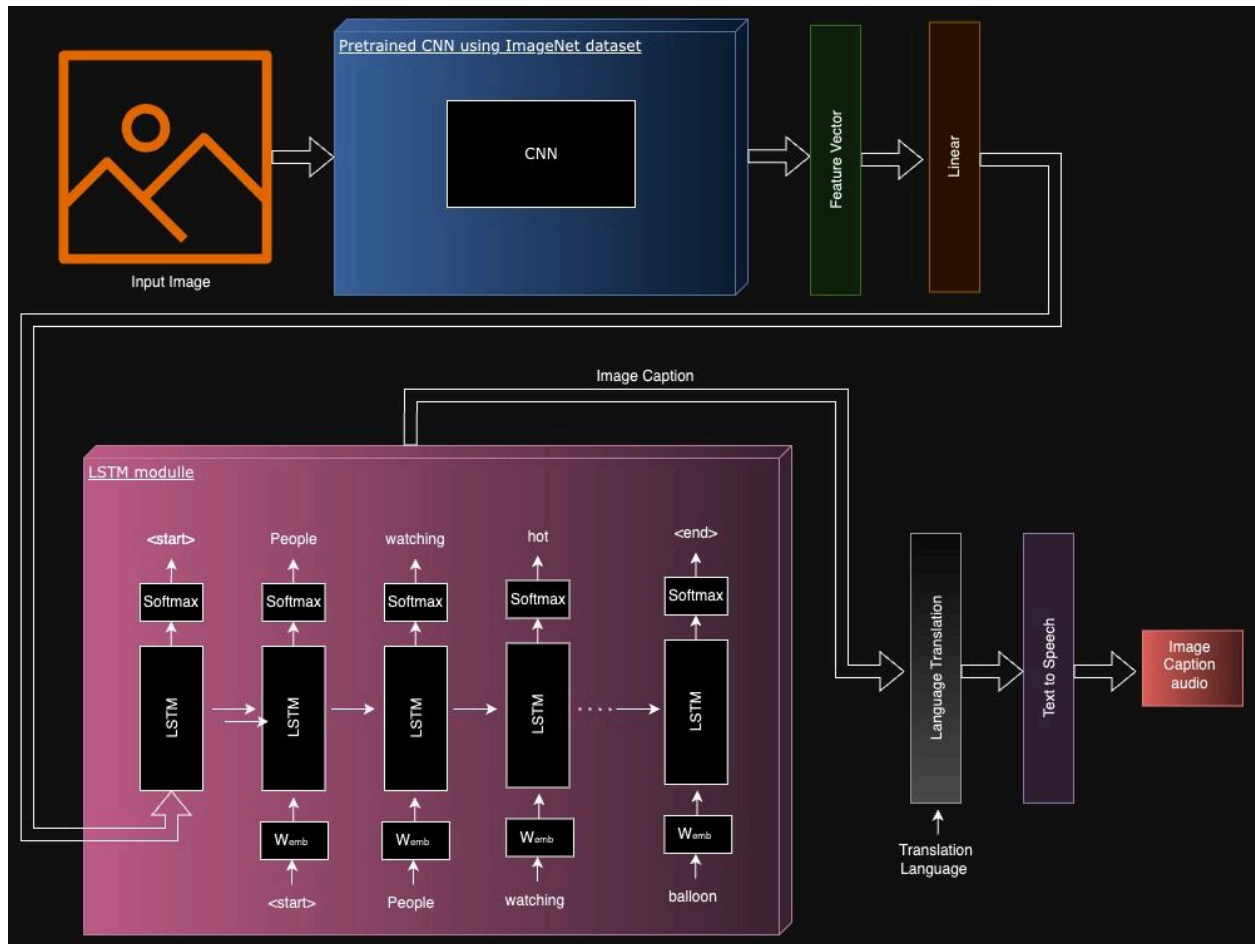 Pretrained CNN using ImageNet dataset
CNN
Feature Vector
Linear
Input Image
Image Caption
LSTM modulle
<start>
People
watching
hot
<end>
Softmax
Softmax
Softmax
Softmax
Softmax
LSTM
LSTM
LSTM
LSTM
LSTM
Wemb
Wemb
Wemb
Wemb
<start>
People
watching
balloon
Language Translation
Text to Speech
Image
Caption
audio
Translation
Language